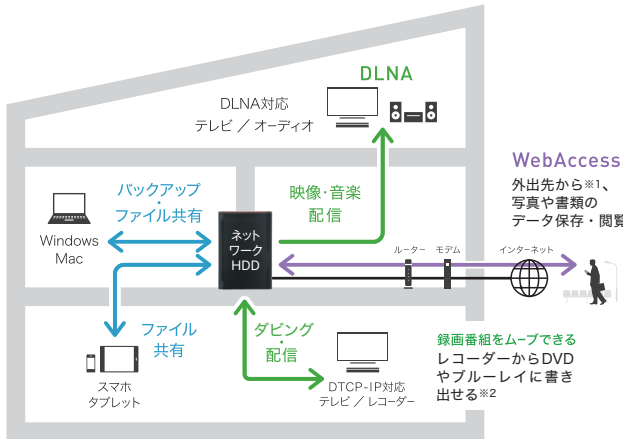 DLNA
DLNA対応
テレビ ／ オーディオ
WebAccess
外出先から※1、
写真や書類の
データ保存・閲覧
バックアップ・
ファイル共有
映像・音楽
配信
Windows
Mac
ネット
ワーク
HDD
ルーター
モデム
インターネット
ファイル
共有
スマホ
タブレット
ダビング
・
配信
DTCP-IP対応
テレビ ／ レコーダー
録画番組をムーブできる
レコーダーからDVD
やブルーレイに書き
出せる※2